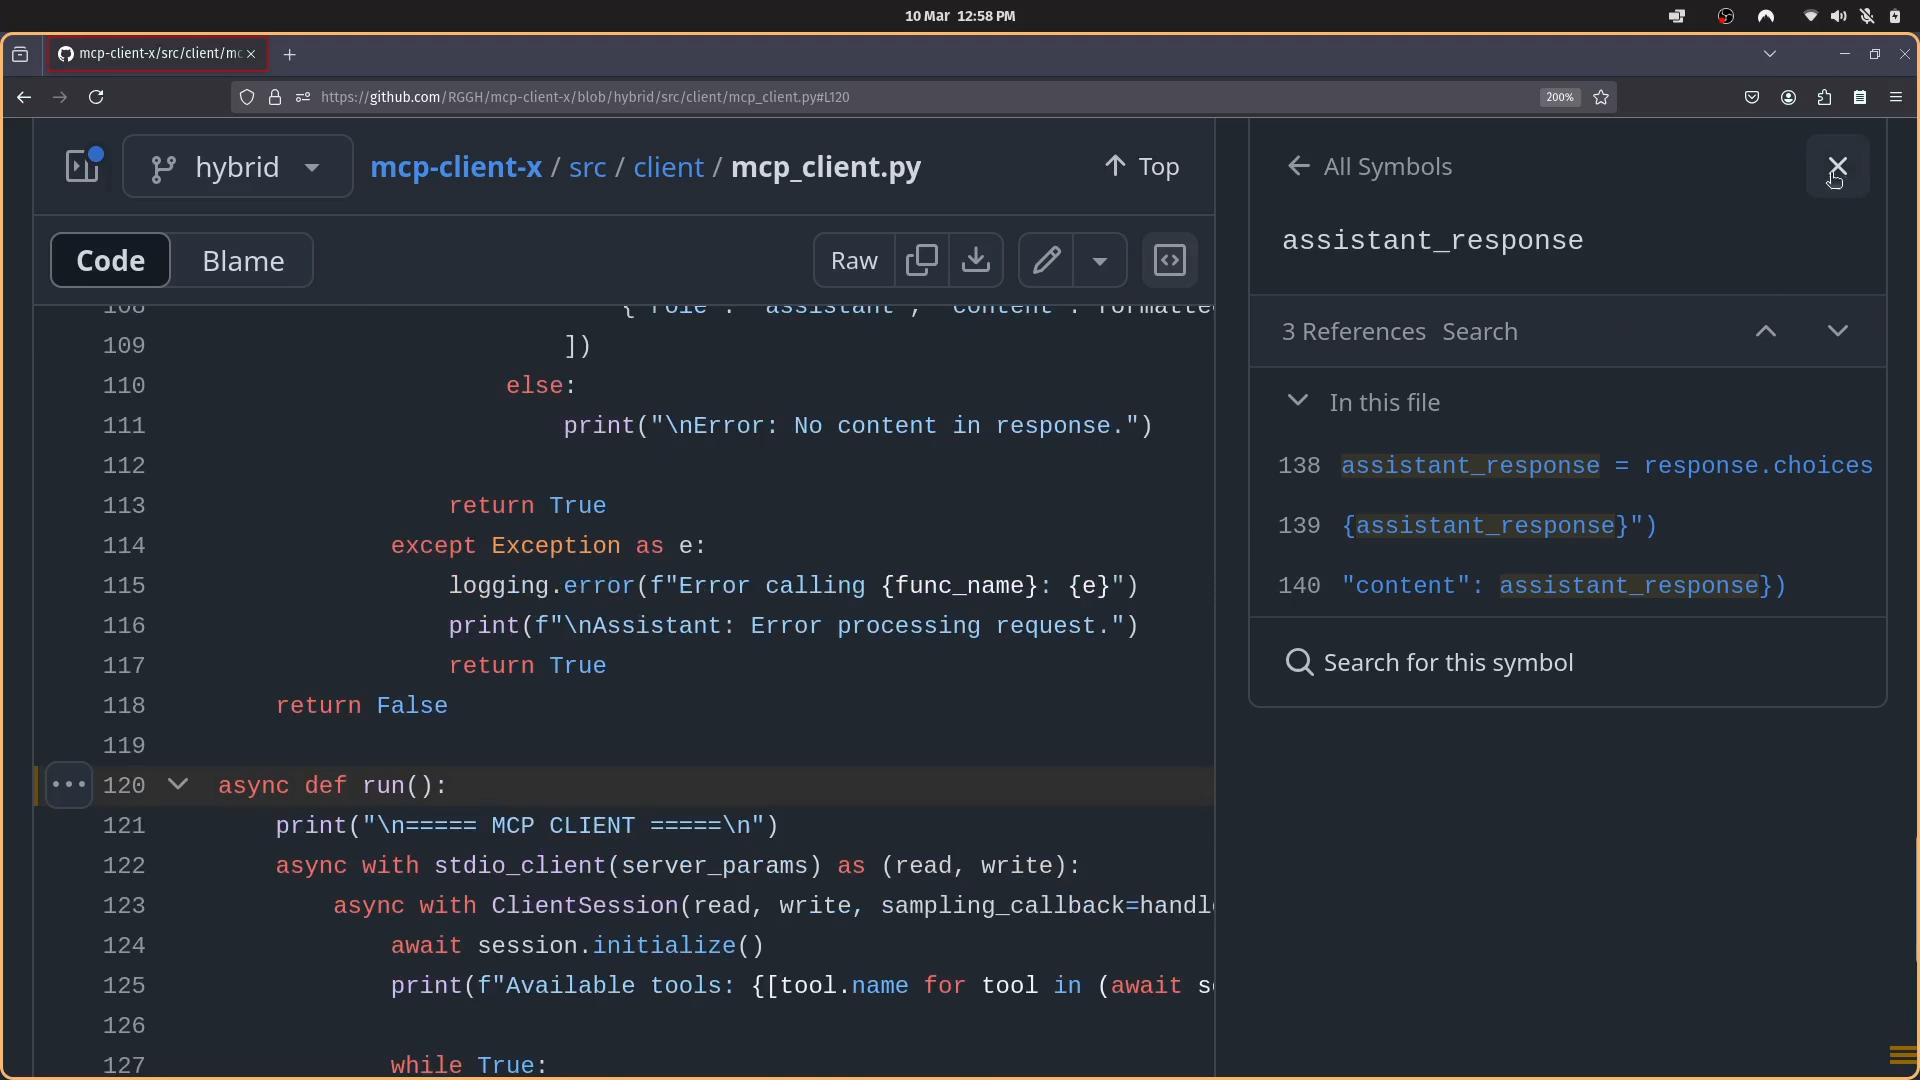 10 Mar 12:58 PM
mcp-client-x/src/client/mc
https://github.com/RGGH/mcp-client-x/blob/hybrid/src/client/mcp_client.py#L120
200%
hybrid
mcp-client-x / src / client / mcp_client.py
Top
Code
Blame
Raw
108 {"role": "assistant", "content": formatted
109 ])
110 else:
111 print("\nError: No content in response.")
112
113 return True
114 except Exception as e:
115 logging.error(f"Error calling {func_name}: {e}")
116 print(f"\nAssistant: Error processing request.")
117 return True
118 return False
119
120 async def run():
121 print("\n===== MCP CLIENT =====\n")
122 async with stdio_client(server_params) as (read, write):
123 async with ClientSession(read, write, sampling_callback=handl
124 await session.initialize()
125 print(f"Available tools: {[tool.name for tool in (await s
126
127 while True:
All Symbols
assistant_response
3 References Search
In this file
138 assistant_response = response.choices
139 {assistant_response}")
140 "content": assistant_response})
Search for this symbol